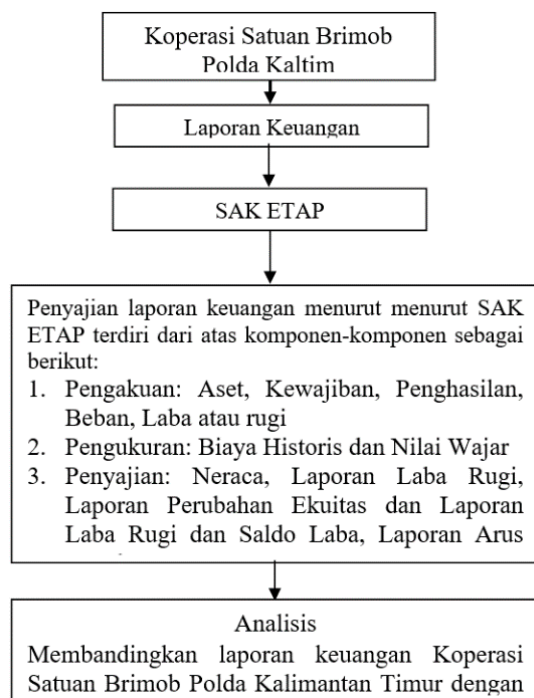 Koperasi Satuan Brimob
Polda Kaltim
Laporan Keuangan
SAK ETAP
Penyajian laporan keuangan menurut menurut SAK
ETAP terdiri dari atas komponen-komponen sebagai
berikut:
1. Pengakuan: Aset, Kewajiban, Penghasilan,
Beban, Laba atau rugi
2. Pengukuran: Biaya Historis dan Nilai Wajar
3. Penyajian: Neraca, Laporan Laba Rugi,
Laporan Perubahan Ekuitas dan Laporan
Laba Rugi dan Saldo Laba, Laporan Arus
Analisis
Membandingkan laporan keuangan Koperasi
Satuan Brimob Polda Kalimantan Timur dengan